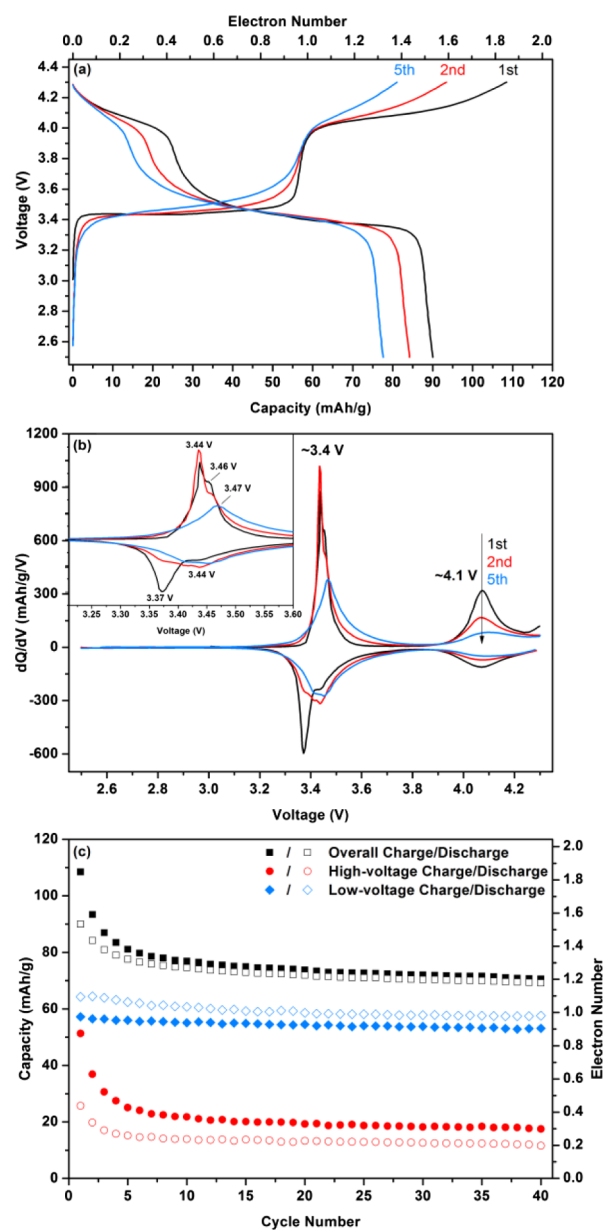 Electron Number
0.0 0.2 0.4 0.6 0.8 1.0 1.2 1.4 1.6 1.8 2.0
(a)
5th 2nd 1st
4.4
4.2
4.0
3.8
3.6
3.4
3.2
3.0
2.8
2.6
Voltage (V)
0 10 20 30 40 50 60 70 80 90 100 110 120
Capacity (mAh/g)
(b)
1200
900
600
300
0
-300
-600
dQ/dV (mAh/g/V)
3.44 V
3.46 V
3.47 V
3.44 V
3.37 V
3.25 3.30 3.35 3.40 3.45 3.50 3.55 3.60
Voltage (V)
~3.4 V
~4.1 V
1st
2nd
5th
2.6 2.8 3.0 3.2 3.4 3.6 3.8 4.0 4.2
Voltage (V)
(c)
■ / □ Overall Charge/Discharge
● / ○ High-voltage Charge/Discharge
◆ / ◇ Low-voltage Charge/Discharge
120
100
80
60
40
20
0
Capacity (mAh/g)
2.0
1.8
1.6
1.4
1.2
1.0
0.8
0.6
0.4
0.2
0.0
Electron Number
0 5 10 15 20 25 30 35 40
Cycle Number